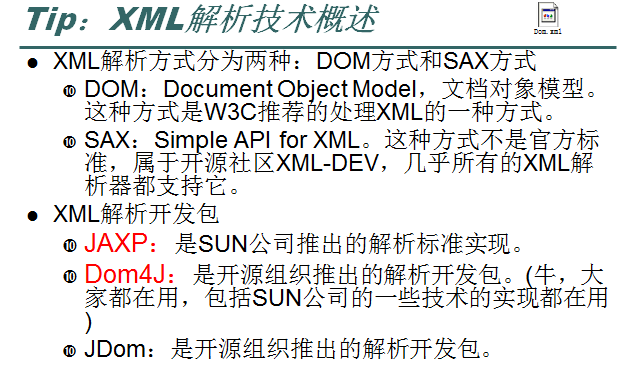 Tip：XML解析技术概述
Dom.xml
XML解析方式分为两种：DOM方式和SAX方式
DOM：Document Object Model，文档对象模型。
这种方式是W3C推荐的处理XML的一种方式。
SAX：Simple API for XML。这种方式不是官方标
准，属于开源社区XML-DEV，几乎所有的XML解
析器都支持它。
XML解析开发包
JAXP：是SUN公司推出的解析标准实现。
Dom4J：是开源组织推出的解析开发包。(牛，大
家都在用，包括SUN公司的一些技术的实现都在用
)
JDom：是开源组织推出的解析开发包。